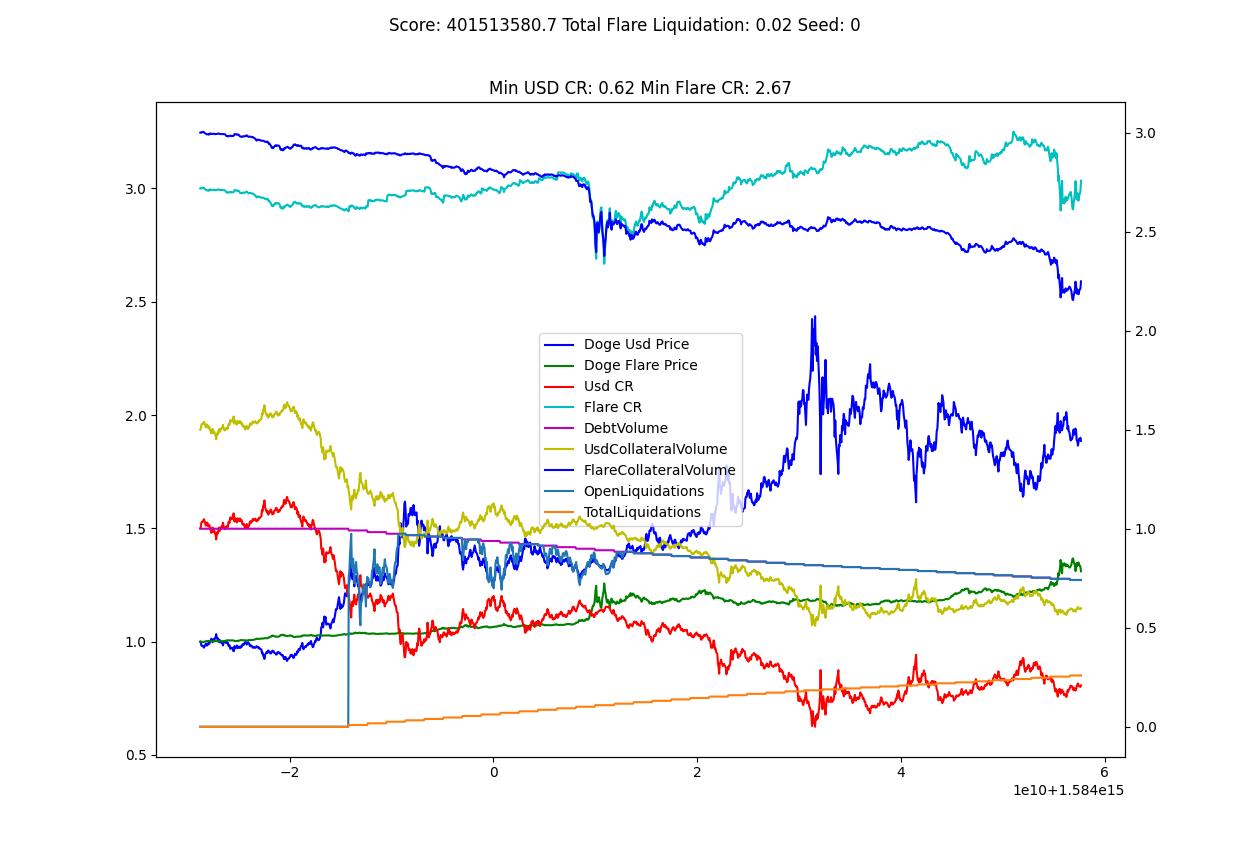 Score: 401513580.7 Total Flare Liquidation: 0.02 Seed: 0
Min USD CR: 0.62 Min Flare CR: 2.67
3.0
2.5
2.0
1.5
1.0
0.5
3.0
2.5
2.0
1.5
1.0
0.5
0.0
Doge Usd Price
Doge Flare Price
Usd CR
Flare CR
DebtVolume
UsdCollateralVolume
FlareCollateralVolume
OpenLiquidations
TotalLiquidations
−2 0 2 4 6
1e10+1.584e15